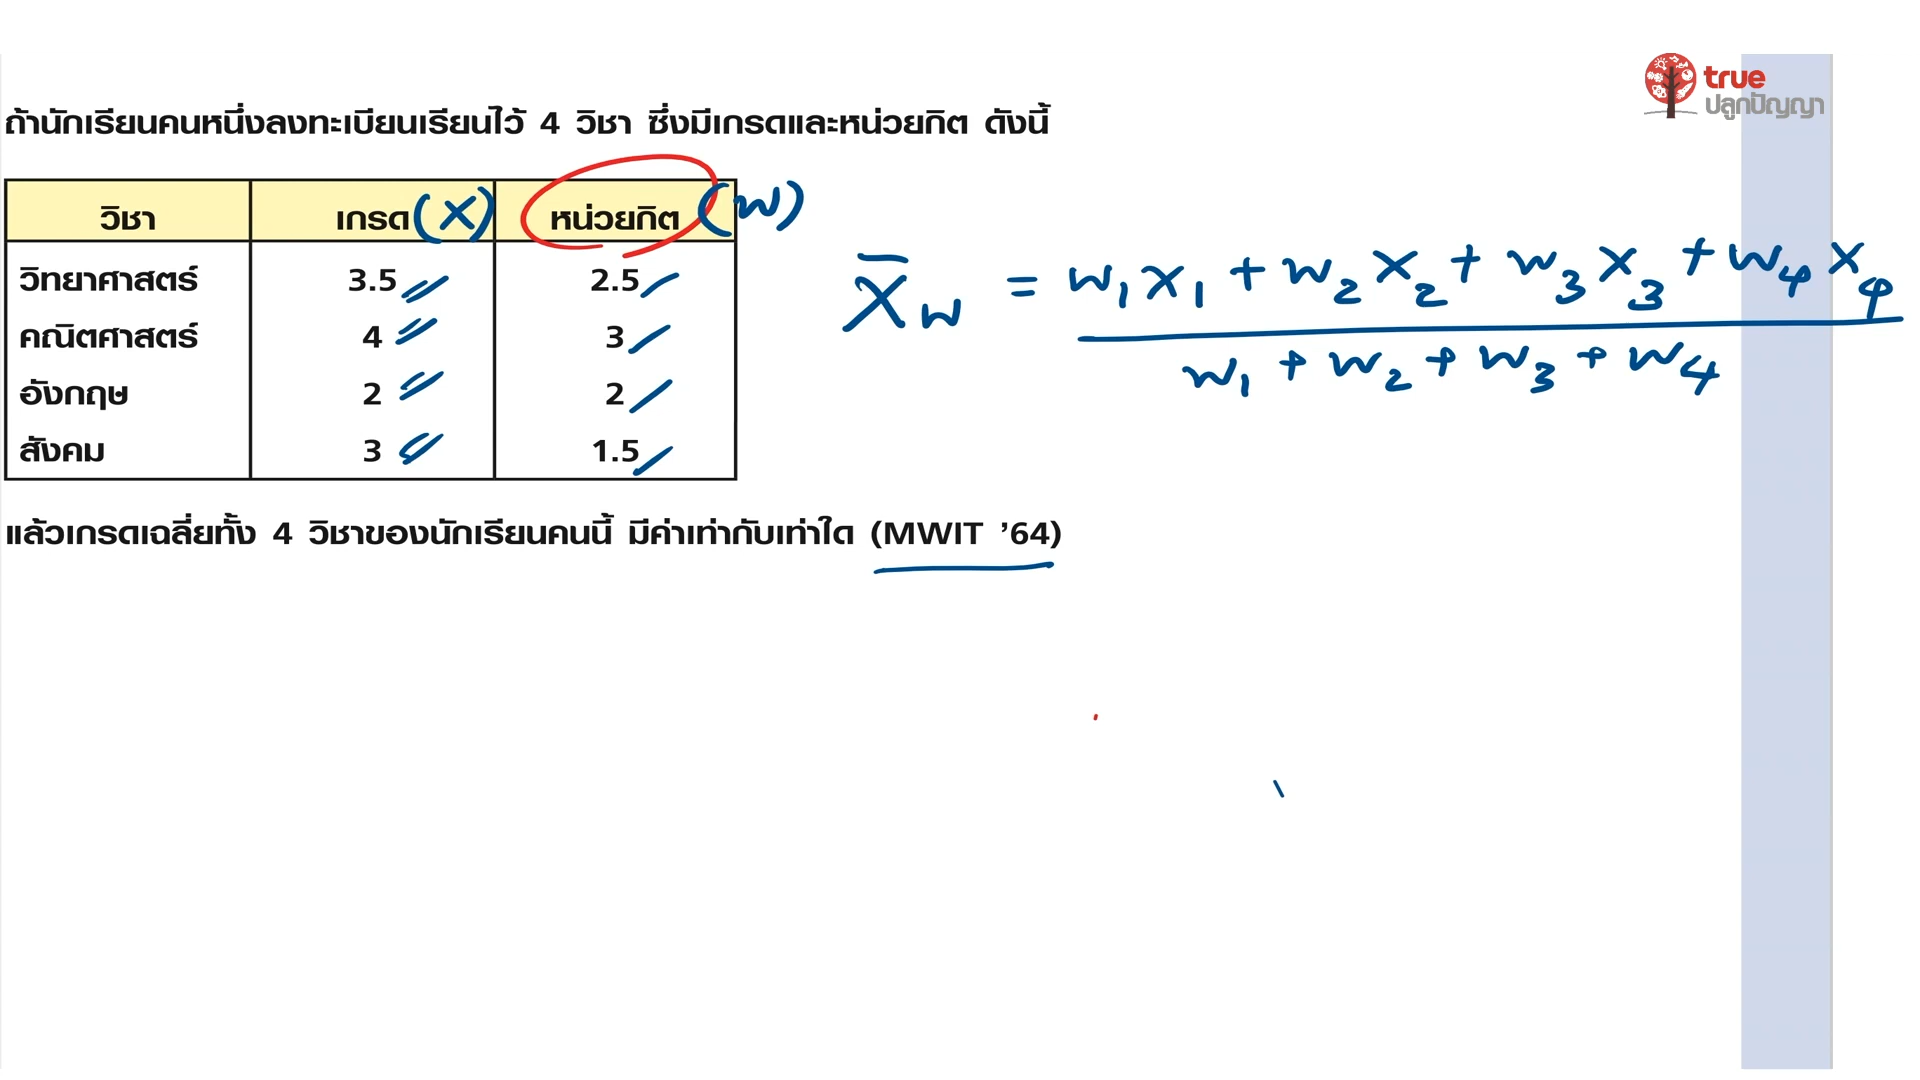 true
ปลูกปัญญา
ถ้านักเรียนคนหนึ่งลงทะเบียนเรียนไว้ 4 วิชา ซึ่งมีเกรดและหน่วยกิต ดังนี้
วิชา เกรด (X) หน่วยกิต (W)
วิทยาศาสตร์ 3.5 2.5
คณิตศาสตร์ 4 3
อังกฤษ 2 2
สังคม 3 1.5
X̄w = w₁x₁ + w₂x₂ + w₃x₃ + w₄x₄
w₁ + w₂ + w₃ + w₄
แล้วเกรดเฉลี่ยทั้ง 4 วิชาของนักเรียนคนนี้ มีค่าเท่ากับเท่าใด (MWIT ’64)